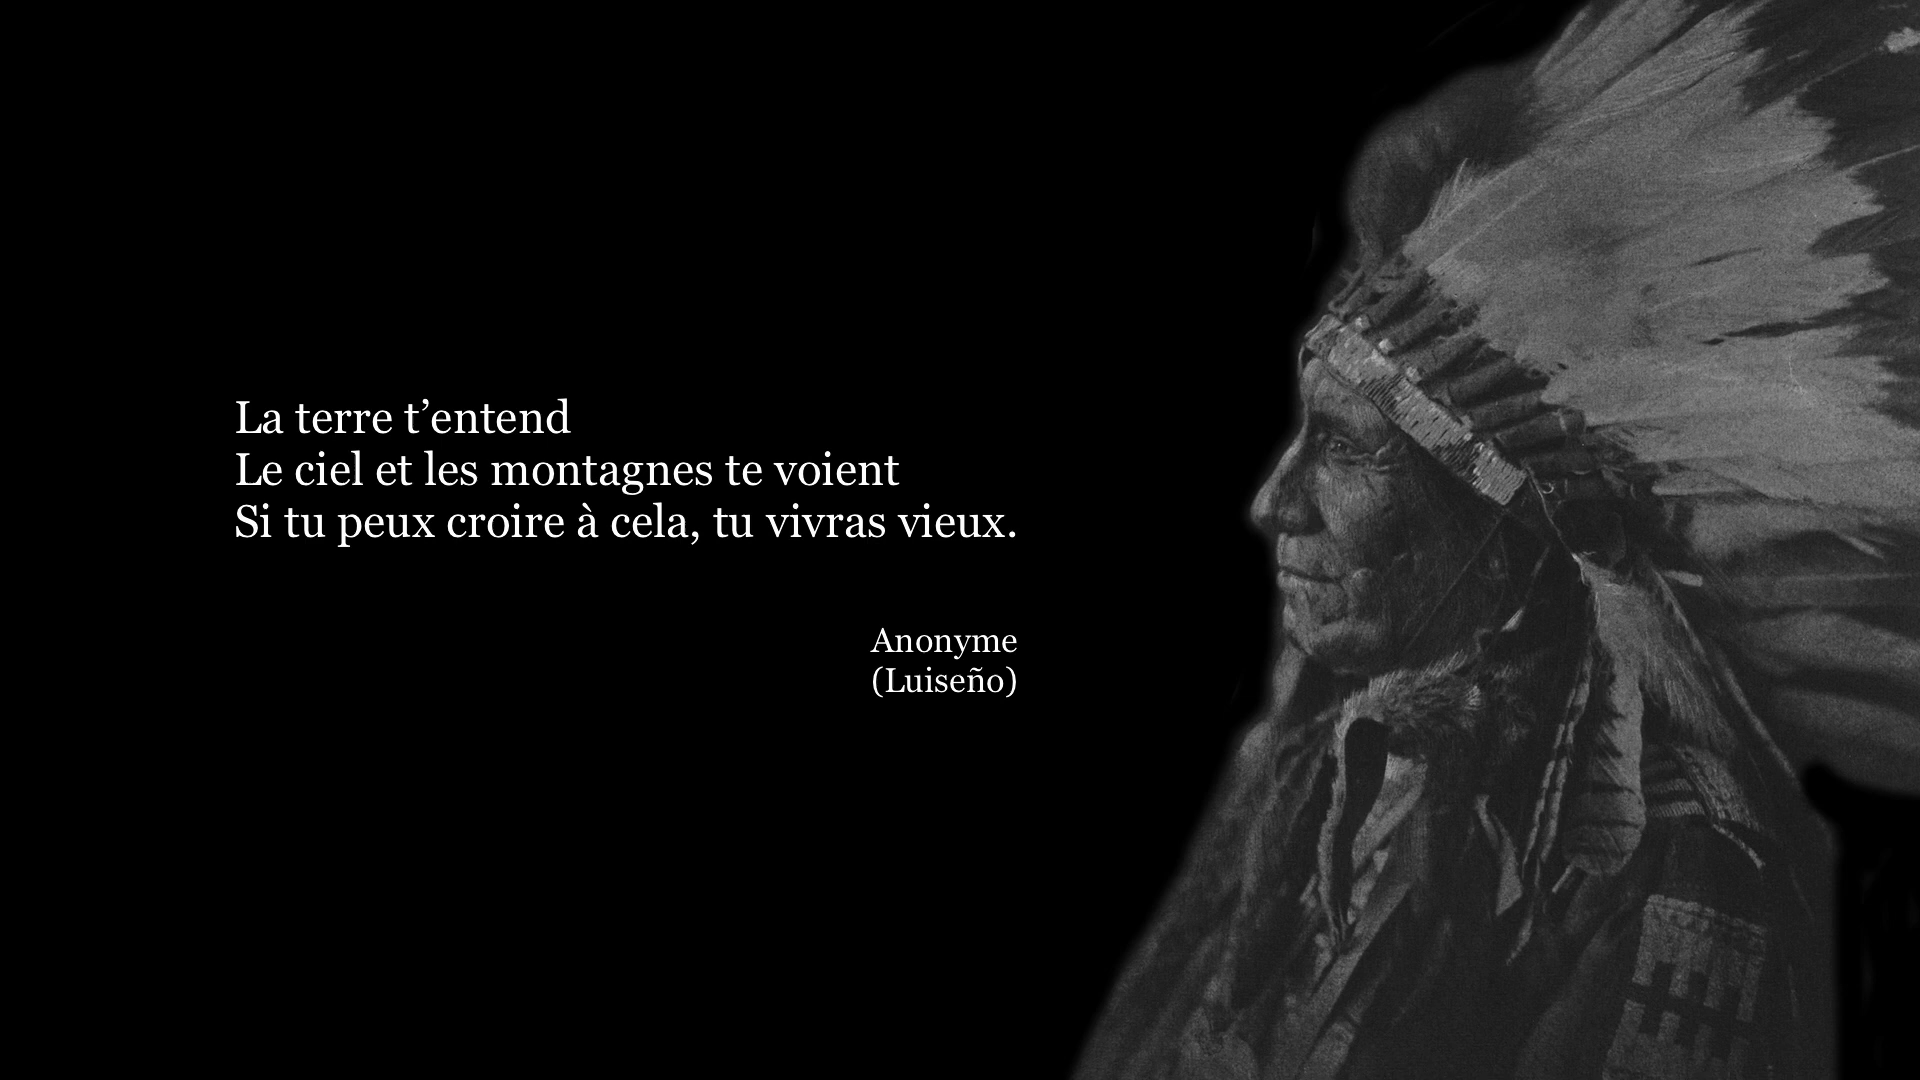 La terre t’entend
Le ciel et les montagnes te voient
Si tu peux croire à cela, tu vivras vieux.
Anonyme
(Luiseño)